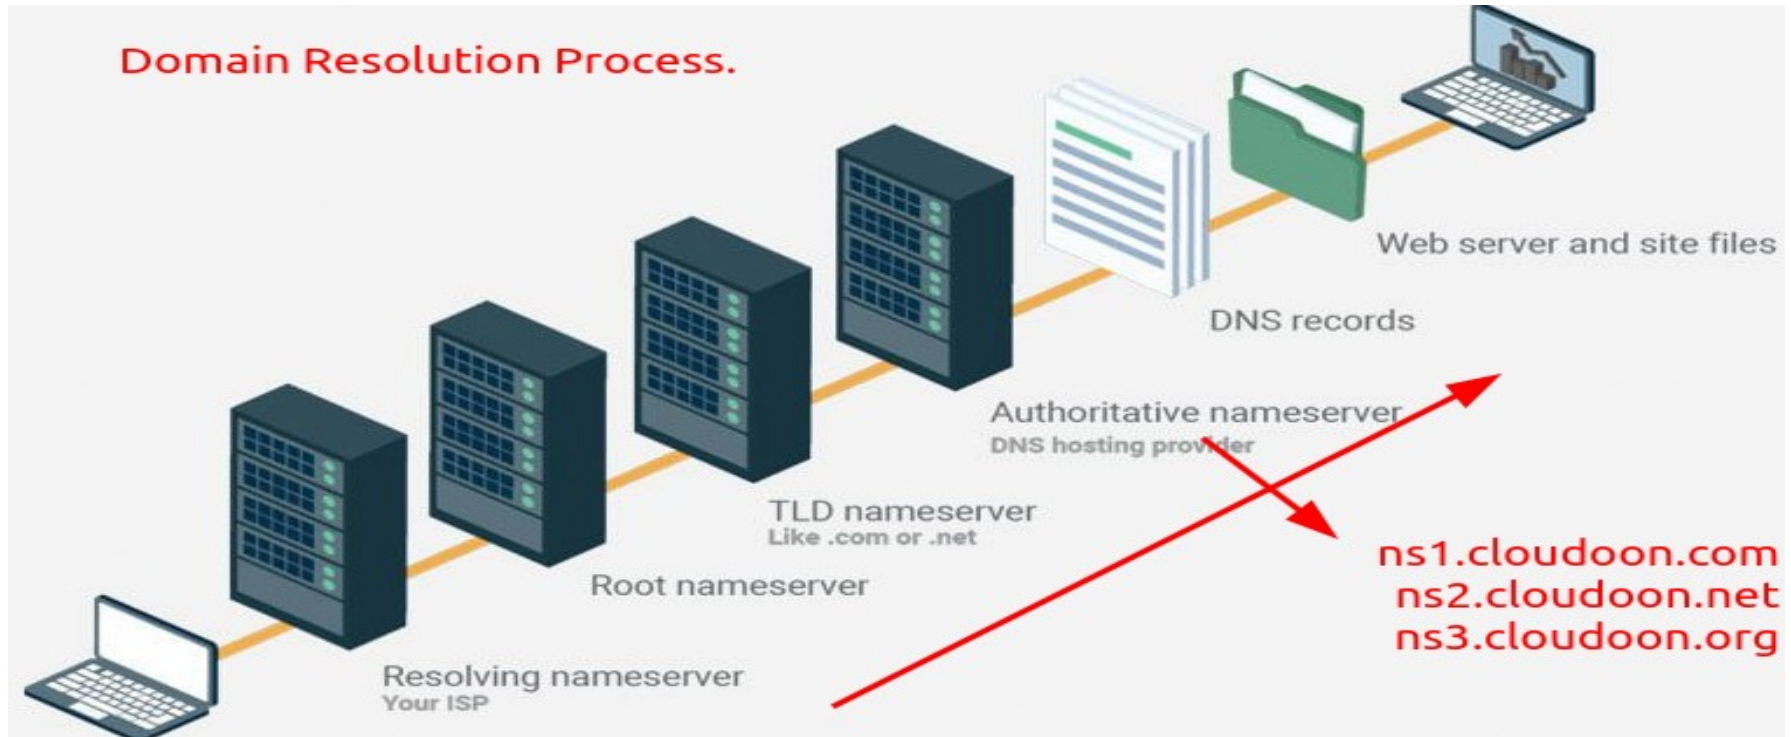 Domain Resolution Process.
Web server and site files
DNS records
Authoritative nameserver
DNS hosting provider
TLD nameserver
Like .com or .net
Root nameserver
Resolving nameserver
Your ISP
ns1.cloudoon.com
ns2.cloudoon.net
ns3.cloudoon.org